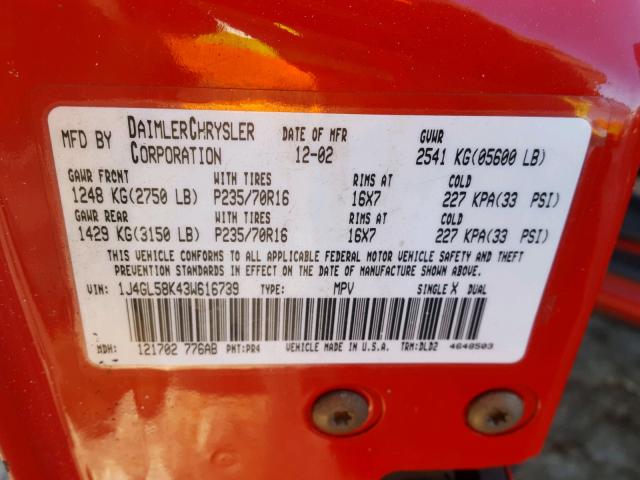 MFD BY DAIMLERCHRYSLER CORPORATION DATE OF MFR 12-02 GVWR 2541 KG(05600 LB)
GAWR FRONT WITH TIRES RIMS AT COLD
1248 KG(2750 LB) P235/70R16 16X7 227 KPA(33 PSI)
GAWR REAR WITH TIRES RIMS AT COLD
1429 KG(3150 LB) P235/70R16 16X7 227 KPA(33 PSI)
THIS VEHICLE CONFORMS TO ALL APPLICABLE FEDERAL MOTOR VEHICLE SAFETY AND THEFT
PREVENTION STANDARDS IN EFFECT ON THE DATE OF MANUFACTURE SHOWN ABOVE.
VIN: 1J4GL58K43W616739 TYPE: MPV SINGLE X DUAL
MDH: 121702 776AB PNT:PR4 VEHICLE MADE IN U.S.A. TRM:DLD2 4648503